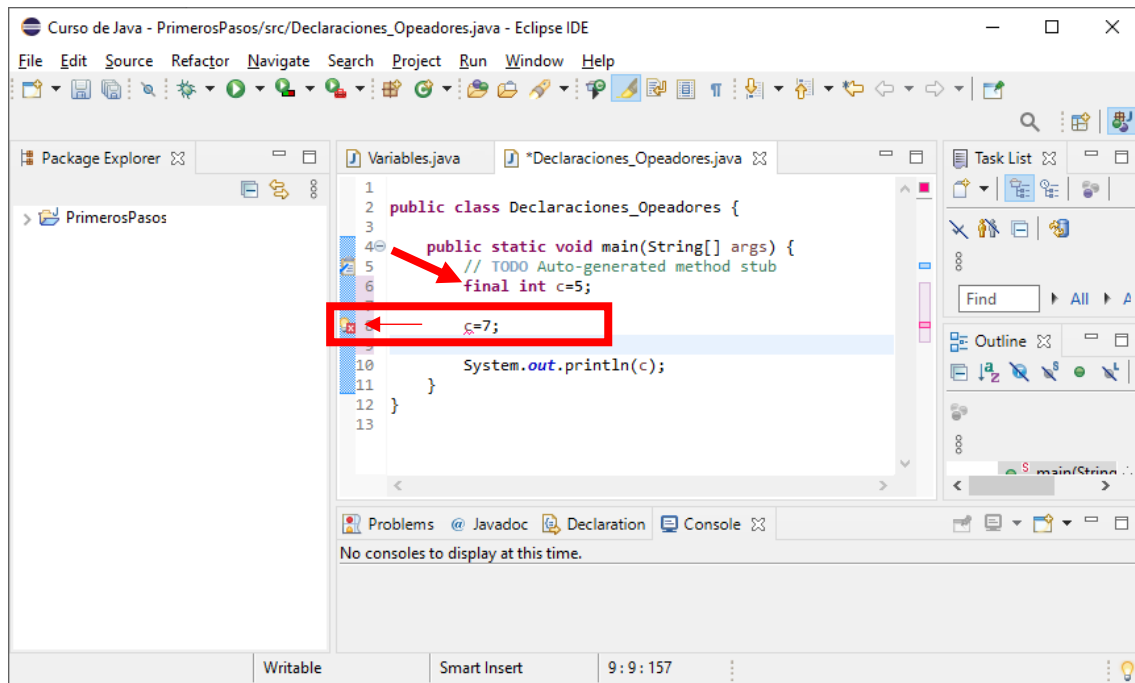 Curso de Java - PrimerosPasos/src/Declaraciones_Opeadores.java - Eclipse IDE
File Edit Source Refactor Navigate Search Project Run Window Help
Package Explorer
PrimerosPasos
Variables.java *Declaraciones_Opeadores.java
1
2 public class Declaraciones_Opeadores {
3
4 public static void main(String[] args) {
5 // TODO Auto-generated method stub
6 final int c=5;
8 c=7;
9
10 System.out.println(c);
11 }
12 }
13
Task List
Find All
Outline
main(String
Problems @ Javadoc Declaration Console
No consoles to display at this time.
Writable Smart Insert 9 : 9 : 157